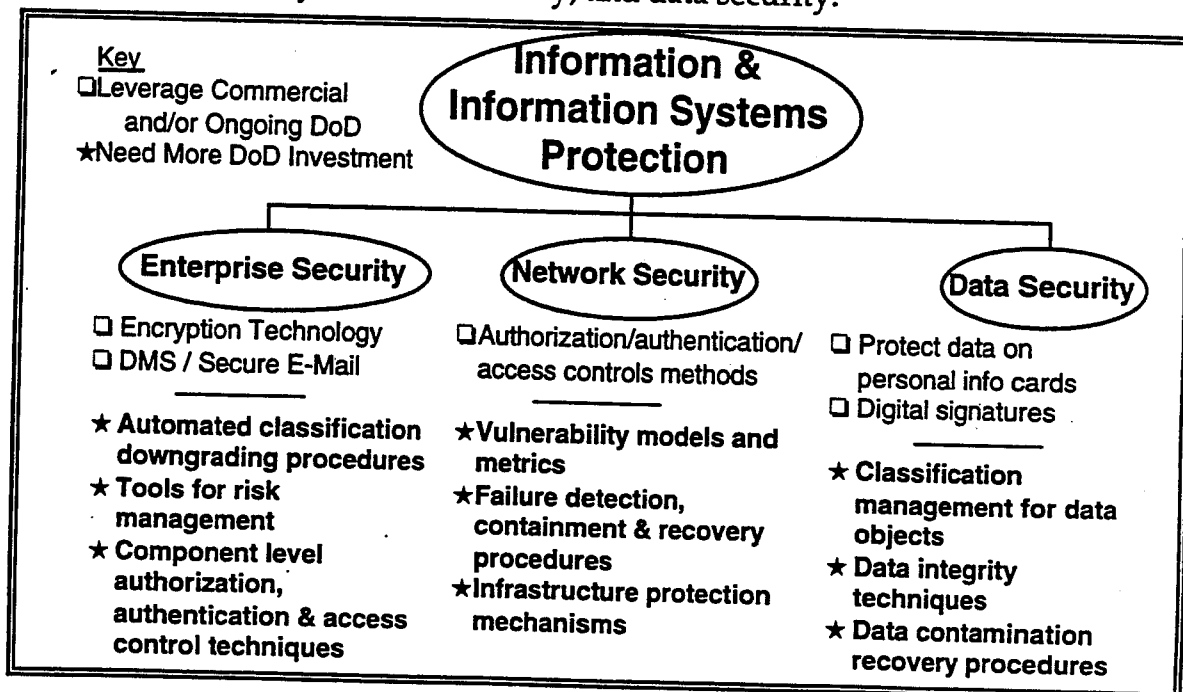 y, and data security.
Key
❏Leverage Commercial
and/or Ongoing DoD
★Need More DoD Investment
Information &
Information Systems
Protection
Enterprise Security
❏ Encryption Technology
❏ DMS / Secure E-Mail
★ Automated classification
downgrading procedures
★ Tools for risk
management
★ Component level
authorization,
authentication & access
control techniques
Network Security
❏Authorization/authentication/
access controls methods
★Vulnerability models and
metrics
★Failure detection,
containment & recovery
procedures
★Infrastructure protection
mechanisms
Data Security
❏ Protect data on
personal info cards
❏ Digital signatures
★ Classification
management for data
objects
★ Data integrity
techniques
★ Data contamination
recovery procedures